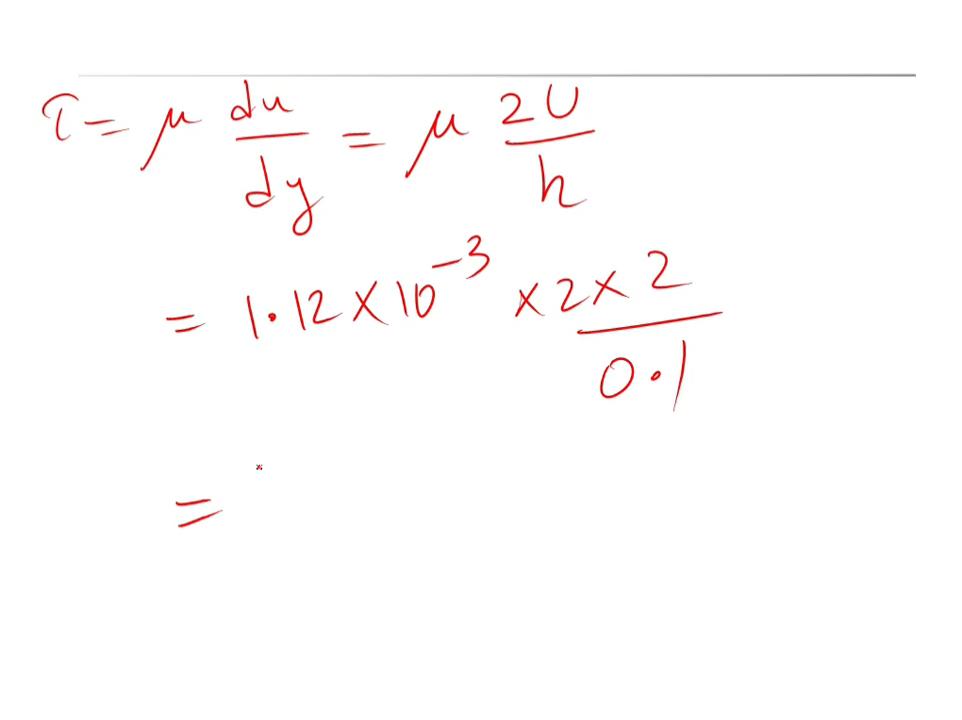 τ = μ du/dy = μ 2U/h
= 1.12 × 10⁻³ × 2 × 2/0.1
=